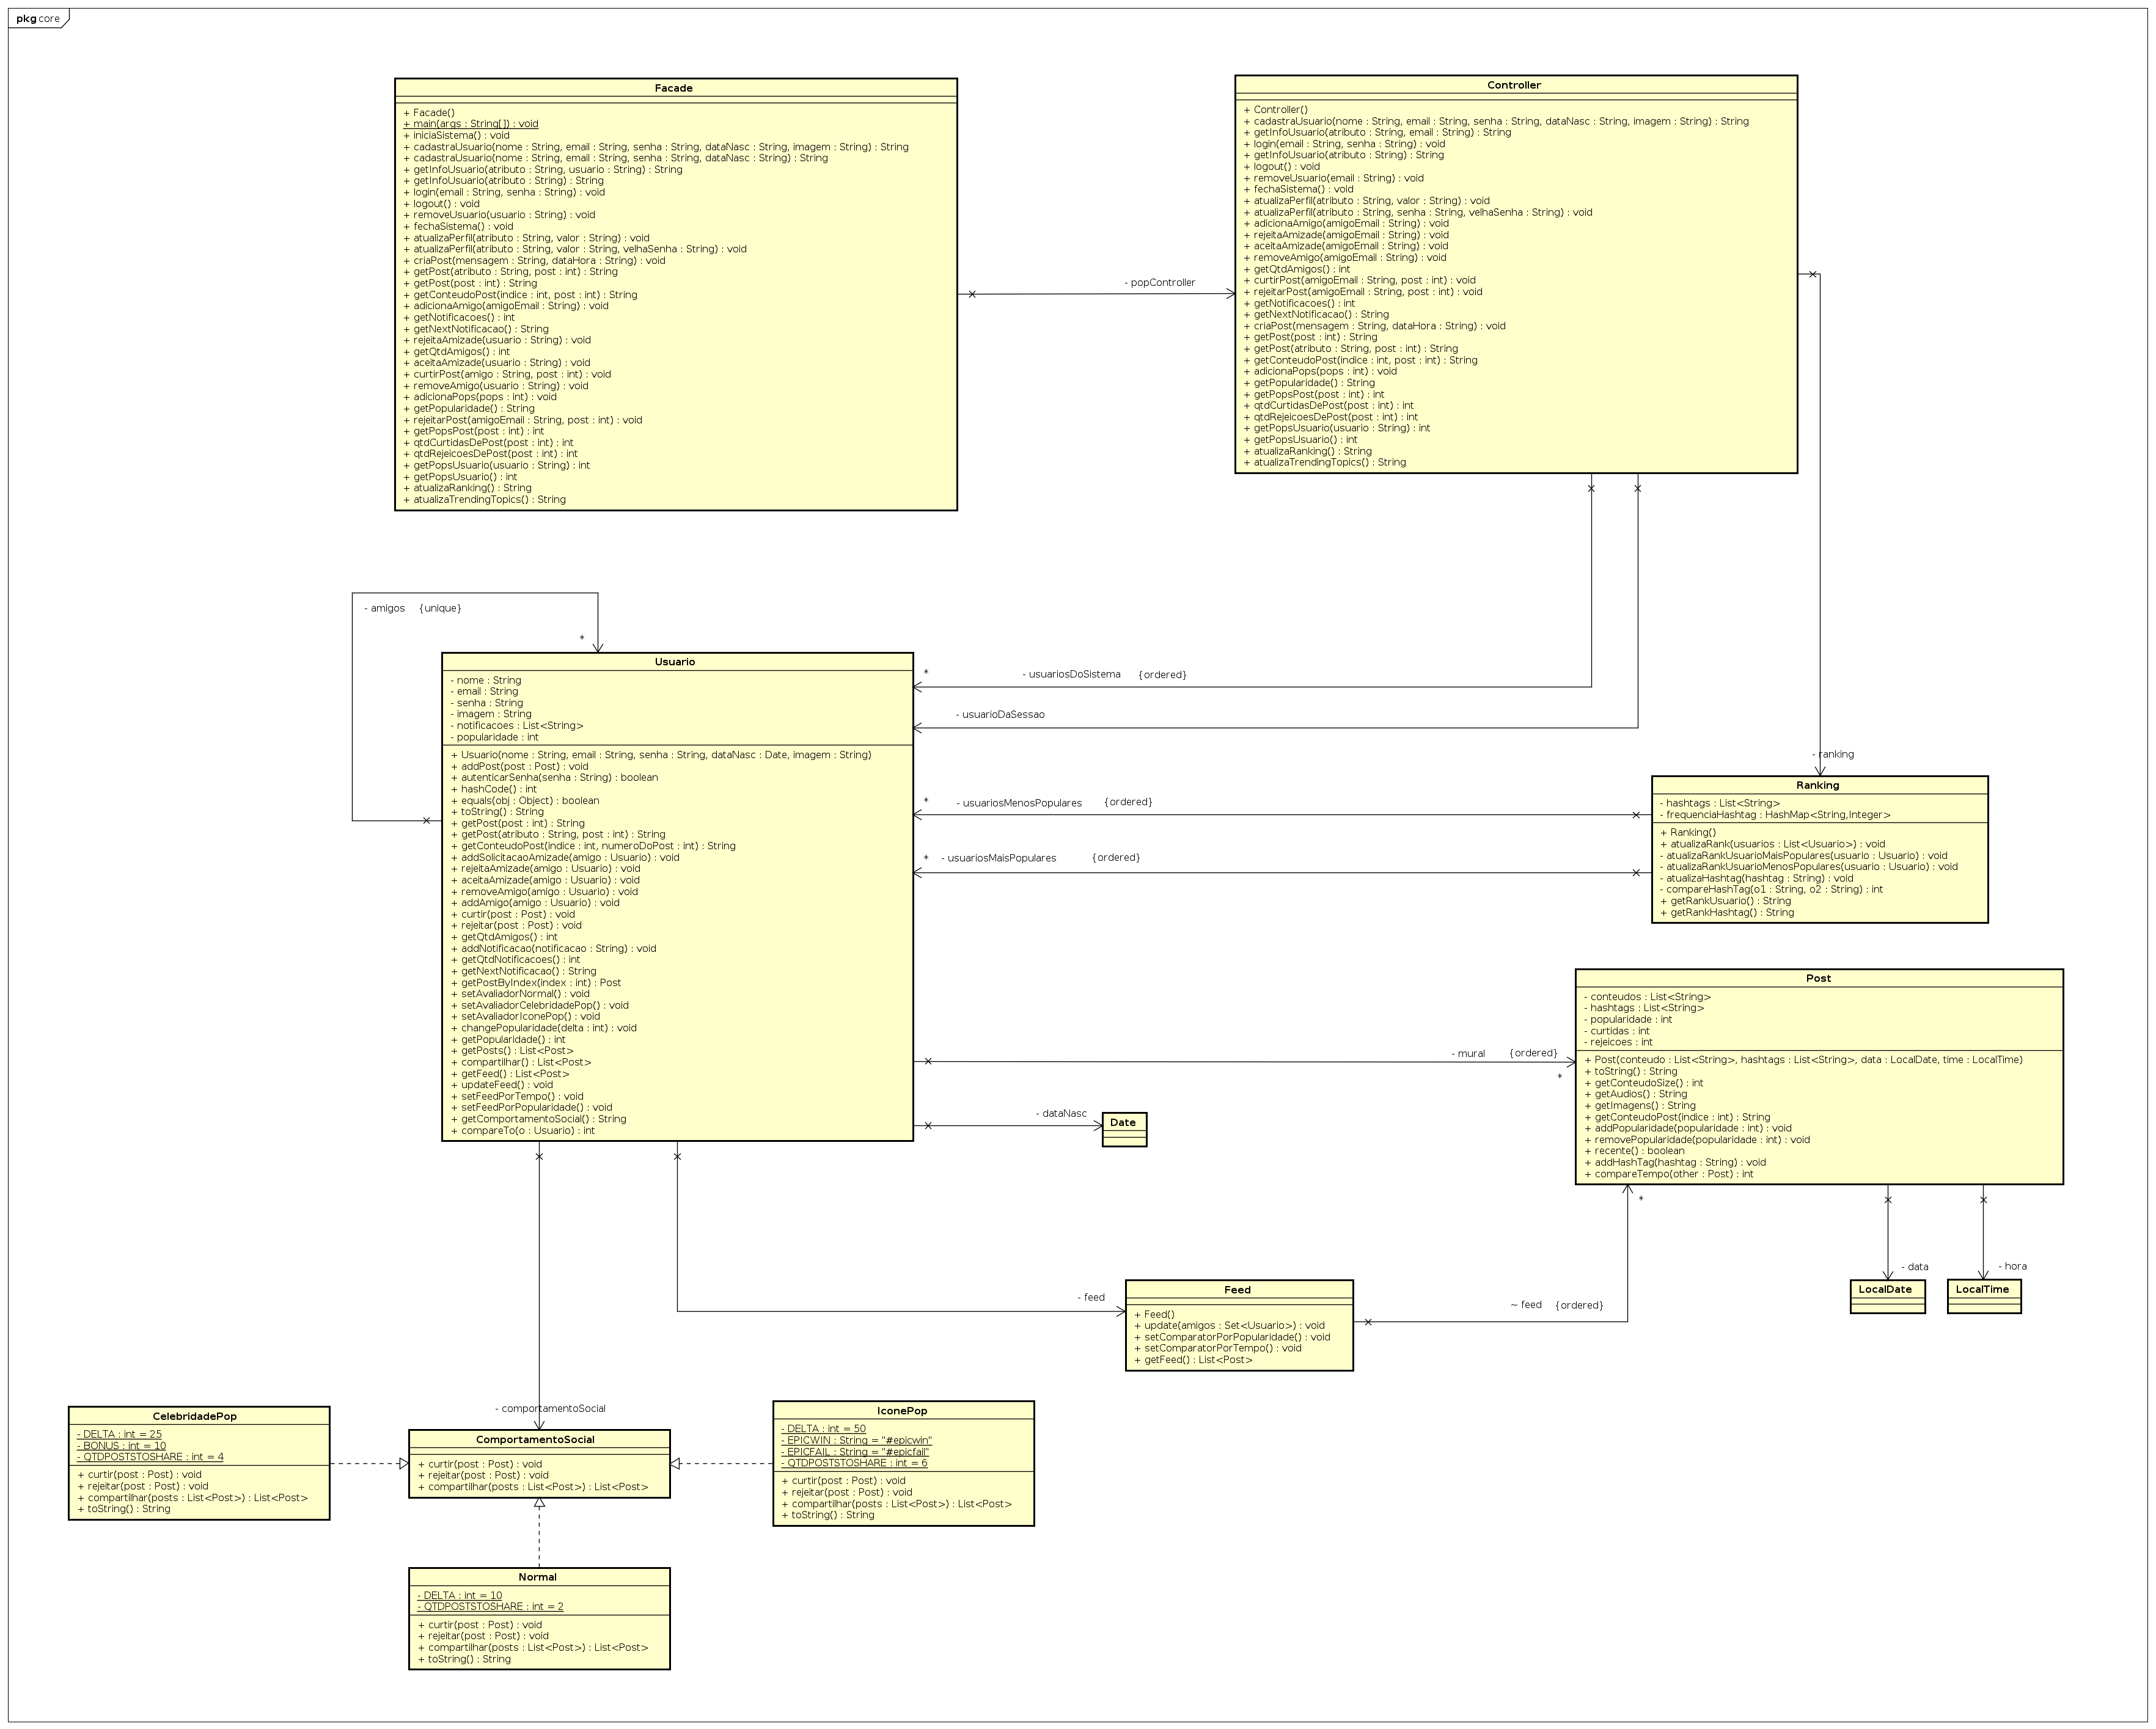 pkg core
Facade
+ Facade()
+ main(args : String[]) : void
+ iniciaSistema() : void
+ cadastraUsuario(nome : String, email : String, senha : String, dataNasc : String, imagem : String) : String
+ cadastraUsuario(nome : String, email : String, senha : String, dataNasc : String) : String
+ getInfoUsuario(atributo : String, usuario : String) : String
+ getInfoUsuario(atributo : String) : String
+ login(email : String, senha : String) : void
+ logout() : void
+ removeUsuario(usuario : String) : void
+ fechaSistema() : void
+ atualizaPerfil(atributo : String, valor : String) : void
+ atualizaPerfil(atributo : String, valor : String, velhaSenha : String) : void
+ criaPost(mensagem : String, dataHora : String) : void
+ getPost(atributo : String, post : int) : String
+ getPost(post : int) : String
+ getConteudoPost(indice : int, post : int) : String
+ adicionaAmigo(amigoEmail : String) : void
+ getNotificacoes() : int
+ getNextNotificacao() : String
+ rejeitaAmizade(usuario : String) : void
+ getQtdAmigos() : int
+ aceitaAmizade(usuario : String) : void
+ curtirPost(amigo : String, post : int) : void
+ removeAmigo(usuario : String) : void
+ adicionaPops(pops : int) : void
+ getPopularidade() : String
+ rejeitarPost(amigoEmail : String, post : int) : void
+ getPopsPost(post : int) : int
+ qtdCurtidasDePost(post : int) : int
+ qtdRejeicoesDePost(post : int) : int
+ getPopsUsuario(usuario : String) : int
+ getPopsUsuario() : int
+ atualizaRanking() : String
+ atualizaTrendingTopics() : String
- popController
Controller
+ Controller()
+ cadastraUsuario(nome : String, email : String, senha : String, dataNasc : String, imagem : String) : String
+ getInfoUsuario(atributo : String, email : String) : String
+ login(email : String, senha : String) : void
+ getInfoUsuario(atributo : String) : String
+ logout() : void
+ removeUsuario(email : String) : void
+ fechaSistema() : void
+ atualizaPerfil(atributo : String, valor : String) : void
+ atualizaPerfil(atributo : String, senha : String, velhaSenha : String) : void
+ adicionaAmigo(amigoEmail : String) : void
+ rejeitaAmizade(amigoEmail : String) : void
+ aceitaAmizade(amigoEmail : String) : void
+ removeAmigo(amigoEmail : String) : void
+ getQtdAmigos() : int
+ curtirPost(amigoEmail : String, post : int) : void
+ rejeitarPost(amigoEmail : String, post : int) : void
+ getNotificacoes() : int
+ getNextNotificacao() : String
+ criaPost(mensagem : String, dataHora : String) : void
+ getPost(post : int) : String
+ getPost(atributo : String, post : int) : String
+ getConteudoPost(indice : int, post : int) : String
+ adicionaPops(pops : int) : void
+ getPopularidade() : String
+ getPopsPost(post : int) : int
+ qtdCurtidasDePost(post : int) : int
+ qtdRejeicoesDePost(post : int) : int
+ getPopsUsuario(usuario : String) : int
+ getPopsUsuario() : int
+ atualizaRanking() : String
+ atualizaTrendingTopics() : String
- amigos {unique}
*
Usuario
- nome : String
- email : String
- senha : String
- imagem : String
- notificacoes : List<String>
- popularidade : int
+ Usuario(nome : String, email : String, senha : String, dataNasc : Date, imagem : String)
+ addPost(post : Post) : void
+ autenticarSenha(senha : String) : boolean
+ hashCode() : int
+ equals(obj : Object) : boolean
+ toString() : String
+ getPost(post : int) : String
+ getPost(atributo : String, post : int) : String
+ getConteudoPost(indice : int, numeroDoPost : int) : String
+ addSolicitacaoAmizade(amigo : Usuario) : void
+ rejeitaAmizade(amigo : Usuario) : void
+ aceitaAmizade(amigo : Usuario) : void
+ removeAmigo(amigo : Usuario) : void
+ addAmigo(amigo : Usuario) : void
+ curtir(post : Post) : void
+ rejeitar(post : Post) : void
+ getQtdAmigos() : int
+ addNotificacao(notificacao : String) : void
+ getQtdNotificacoes() : int
+ getNextNotificacao() : String
+ getPostByIndex(index : int) : Post
+ setAvaliadorNormal() : void
+ setAvaliadorCelebridadePop() : void
+ setAvaliadorIconePop() : void
+ changePopularidade(delta : int) : void
+ getPopularidade() : int
+ getPosts() : List<Post>
+ compartilhar() : List<Post>
+ getFeed() : List<Post>
+ updateFeed() : void
+ setFeedPorTempo() : void
+ setFeedPorPopularidade() : void
+ getComportamentoSocial() : String
+ compareTo(o : Usuario) : int
* - usuariosDoSistema {ordered}
- usuarioDaSessao
- ranking
* - usuariosMenosPopulares {ordered}
* - usuariosMaisPopulares {ordered}
Ranking
- hashtags : List<String>
- frequenciaHashtag : HashMap<String,Integer>
+ Ranking()
+ atualizaRank(usuarios : List<Usuario>) : void
- atualizaRankUsuarioMaisPopulares(usuario : Usuario) : void
- atualizaRankUsuarioMenosPopulares(usuario : Usuario) : void
- atualizaHashtag(hashtag : String) : void
- compareHashTag(o1 : String, o2 : String) : int
+ getRankUsuario() : String
+ getRankHashtag() : String
Post
- conteudos : List<String>
- hashtags : List<String>
- popularidade : int
- curtidas : int
- rejeicoes : int
+ Post(conteudo : List<String>, hashtags : List<String>, data : LocalDate, time : LocalTime)
+ toString() : String
+ getConteudoSize() : int
+ getAudios() : String
+ getImagens() : String
+ getConteudoPost(indice : int) : String
+ addPopularidade(popularidade : int) : void
+ removePopularidade(popularidade : int) : void
+ recente() : boolean
+ addHashTag(hashtag : String) : void
+ compareTempo(other : Post) : int
- mural {ordered}
*
- dataNasc
Date
*
- data
- hora
LocalDate
LocalTime
- feed
Feed
+ Feed()
+ update(amigos : Set<Usuario>) : void
+ setComparatorPorPopularidade() : void
+ setComparatorPorTempo() : void
+ getFeed() : List<Post>
~ feed {ordered}
CelebridadePop
- DELTA : int = 25
- BONUS : int = 10
- QTDPOSTSTOSHARE : int = 4
+ curtir(post : Post) : void
+ rejeitar(post : Post) : void
+ compartilhar(posts : List<Post>) : List<Post>
+ toString() : String
- comportamentoSocial
ComportamentoSocial
+ curtir(post : Post) : void
+ rejeitar(post : Post) : void
+ compartilhar(posts : List<Post>) : List<Post>
IconePop
- DELTA : int = 50
- EPICWIN : String = "#epicwin"
- EPICFAIL : String = "#epicfail"
- QTDPOSTSTOSHARE : int = 6
+ curtir(post : Post) : void
+ rejeitar(post : Post) : void
+ compartilhar(posts : List<Post>) : List<Post>
+ toString() : String
Normal
- DELTA : int = 10
- QTDPOSTSTOSHARE : int = 2
+ curtir(post : Post) : void
+ rejeitar(post : Post) : void
+ compartilhar(posts : List<Post>) : List<Post>
+ toString() : String